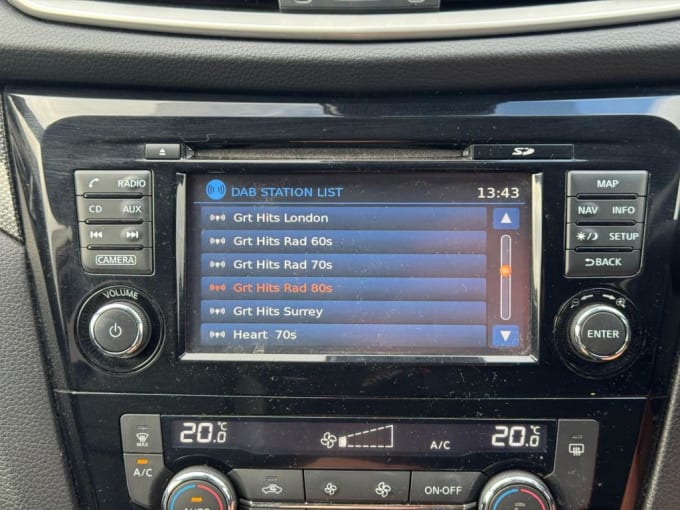 SD
RADIO
CD AUX
CAMERA
VOLUME
DAB STATION LIST 13:43
Grt Hits London
Grt Hits Rad 60s
Grt Hits Rad 70s
Grt Hits Rad 80s
Grt Hits Surrey
Heart 70s
MAP
NAV INFO
SETUP
BACK
ENTER
20.0 °C A/C 20.0 °C
MAX
A/C
ON·OFF
AUTO